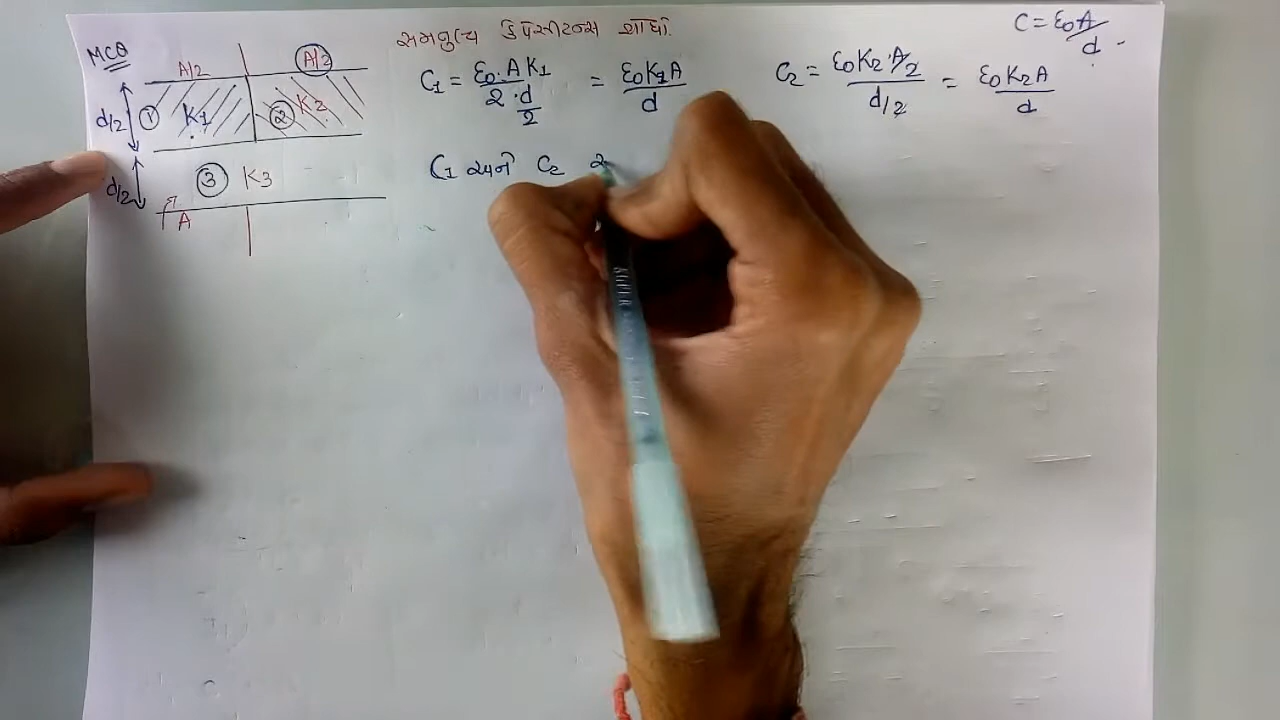 સમતુલ્ય કેપેસીટન્સ શોધો.
C = ε₀A/d
MCQ
A/2 A/2
C₁ = ε₀·A K₁ / 2·d/2 = ε₀K₁A/d
C₂ = ε₀K₂·A/2 / d/2 = ε₀K₂A/d
d/2 ① K₁ ② K₂
C₁ અને C₂
d/2 ③ K₃
A